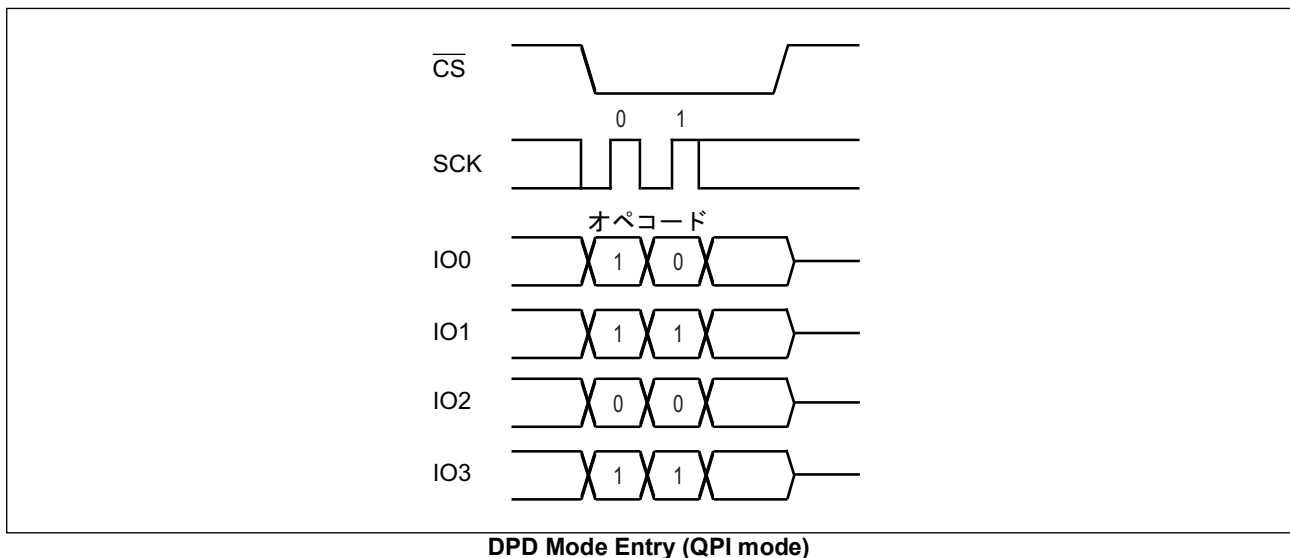 CS
0 1
SCK
オペコード
IO0 1 0
IO1 1 1
IO2 0 0
IO3 1 1
DPD Mode Entry (QPI mode)